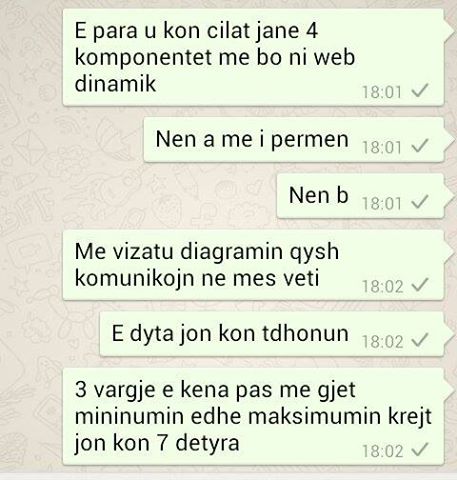 E para u kon cilat jane 4
komponentet me bo ni web
dinamik
18:01
Nen a me i permen
18:01
Nen b
18:01
Me vizatu diagramin qysh
komunikojn ne mes veti
18:02
E dyta jon kon tdhonun
18:02
3 vargje e kena pas me gjet
mininumin edhe maksimumin krejt
jon kon 7 detyra
18:02